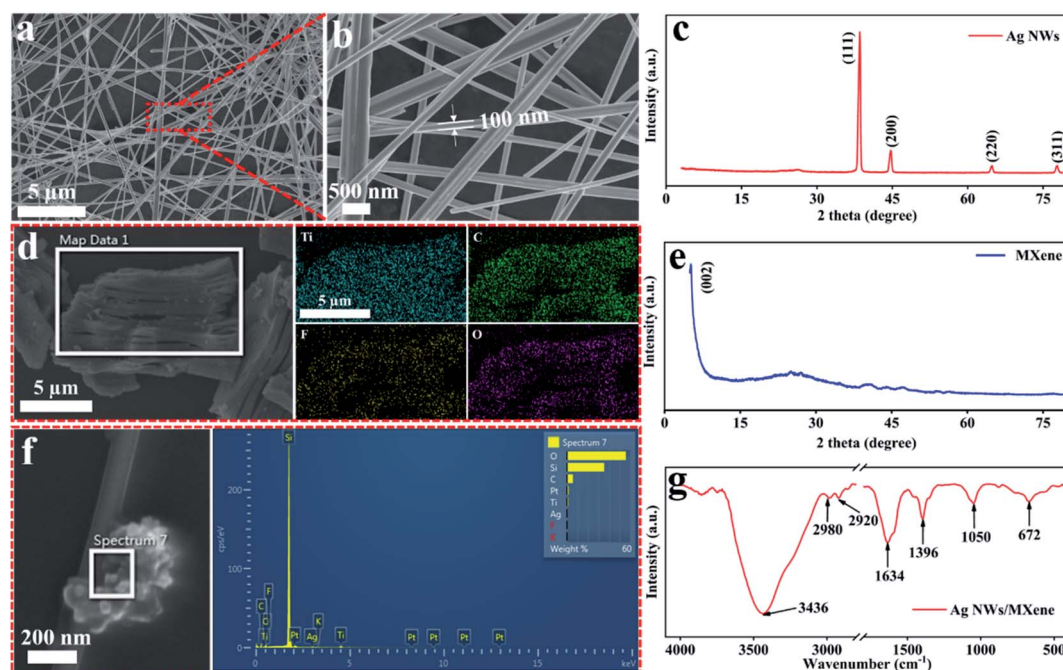 a
5 μm
b
100 nm
500 nm
c
Ag NWs
(111)
(200)
(220)
(311)
Intensity (a.u.)
0 15 30 45 60 75
2 theta (degree)
d
Map Data 1
5 μm
Ti
5 μm
C
F
O
e
MXene
(002)
Intensity (a.u.)
15 30 45 60 75
2 theta (degree)
f
Spectrum 7
200 nm
Si
200
100
0
cps/eV
C
F
O
Ti
Pt
Ag
K
Ti
Pt
Pt
Pt
Pt
0 5 10 15
keV
Spectrum 7
O
Si
C
Pt
Ti
Ag
F
K
Weight %
60
g
2980
2920
1634
1396
1050
672
3436
Ag NWs/MXene
Intensity (a.u.)
4000 3000 2000 1500 1000 500
Wavenumber (cm⁻¹)